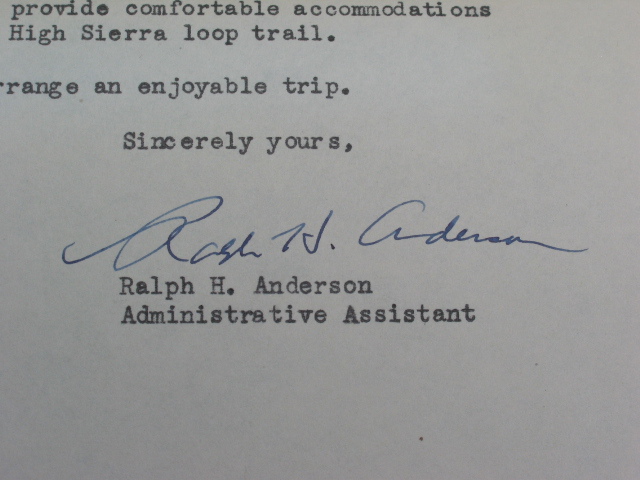 provide comfortable accommodations
High Sierra loop trail.
rrange an enjoyable trip.
Sincerely yours,
Ralph H. Anderson
Ralph H. Anderson
Administrative Assistant